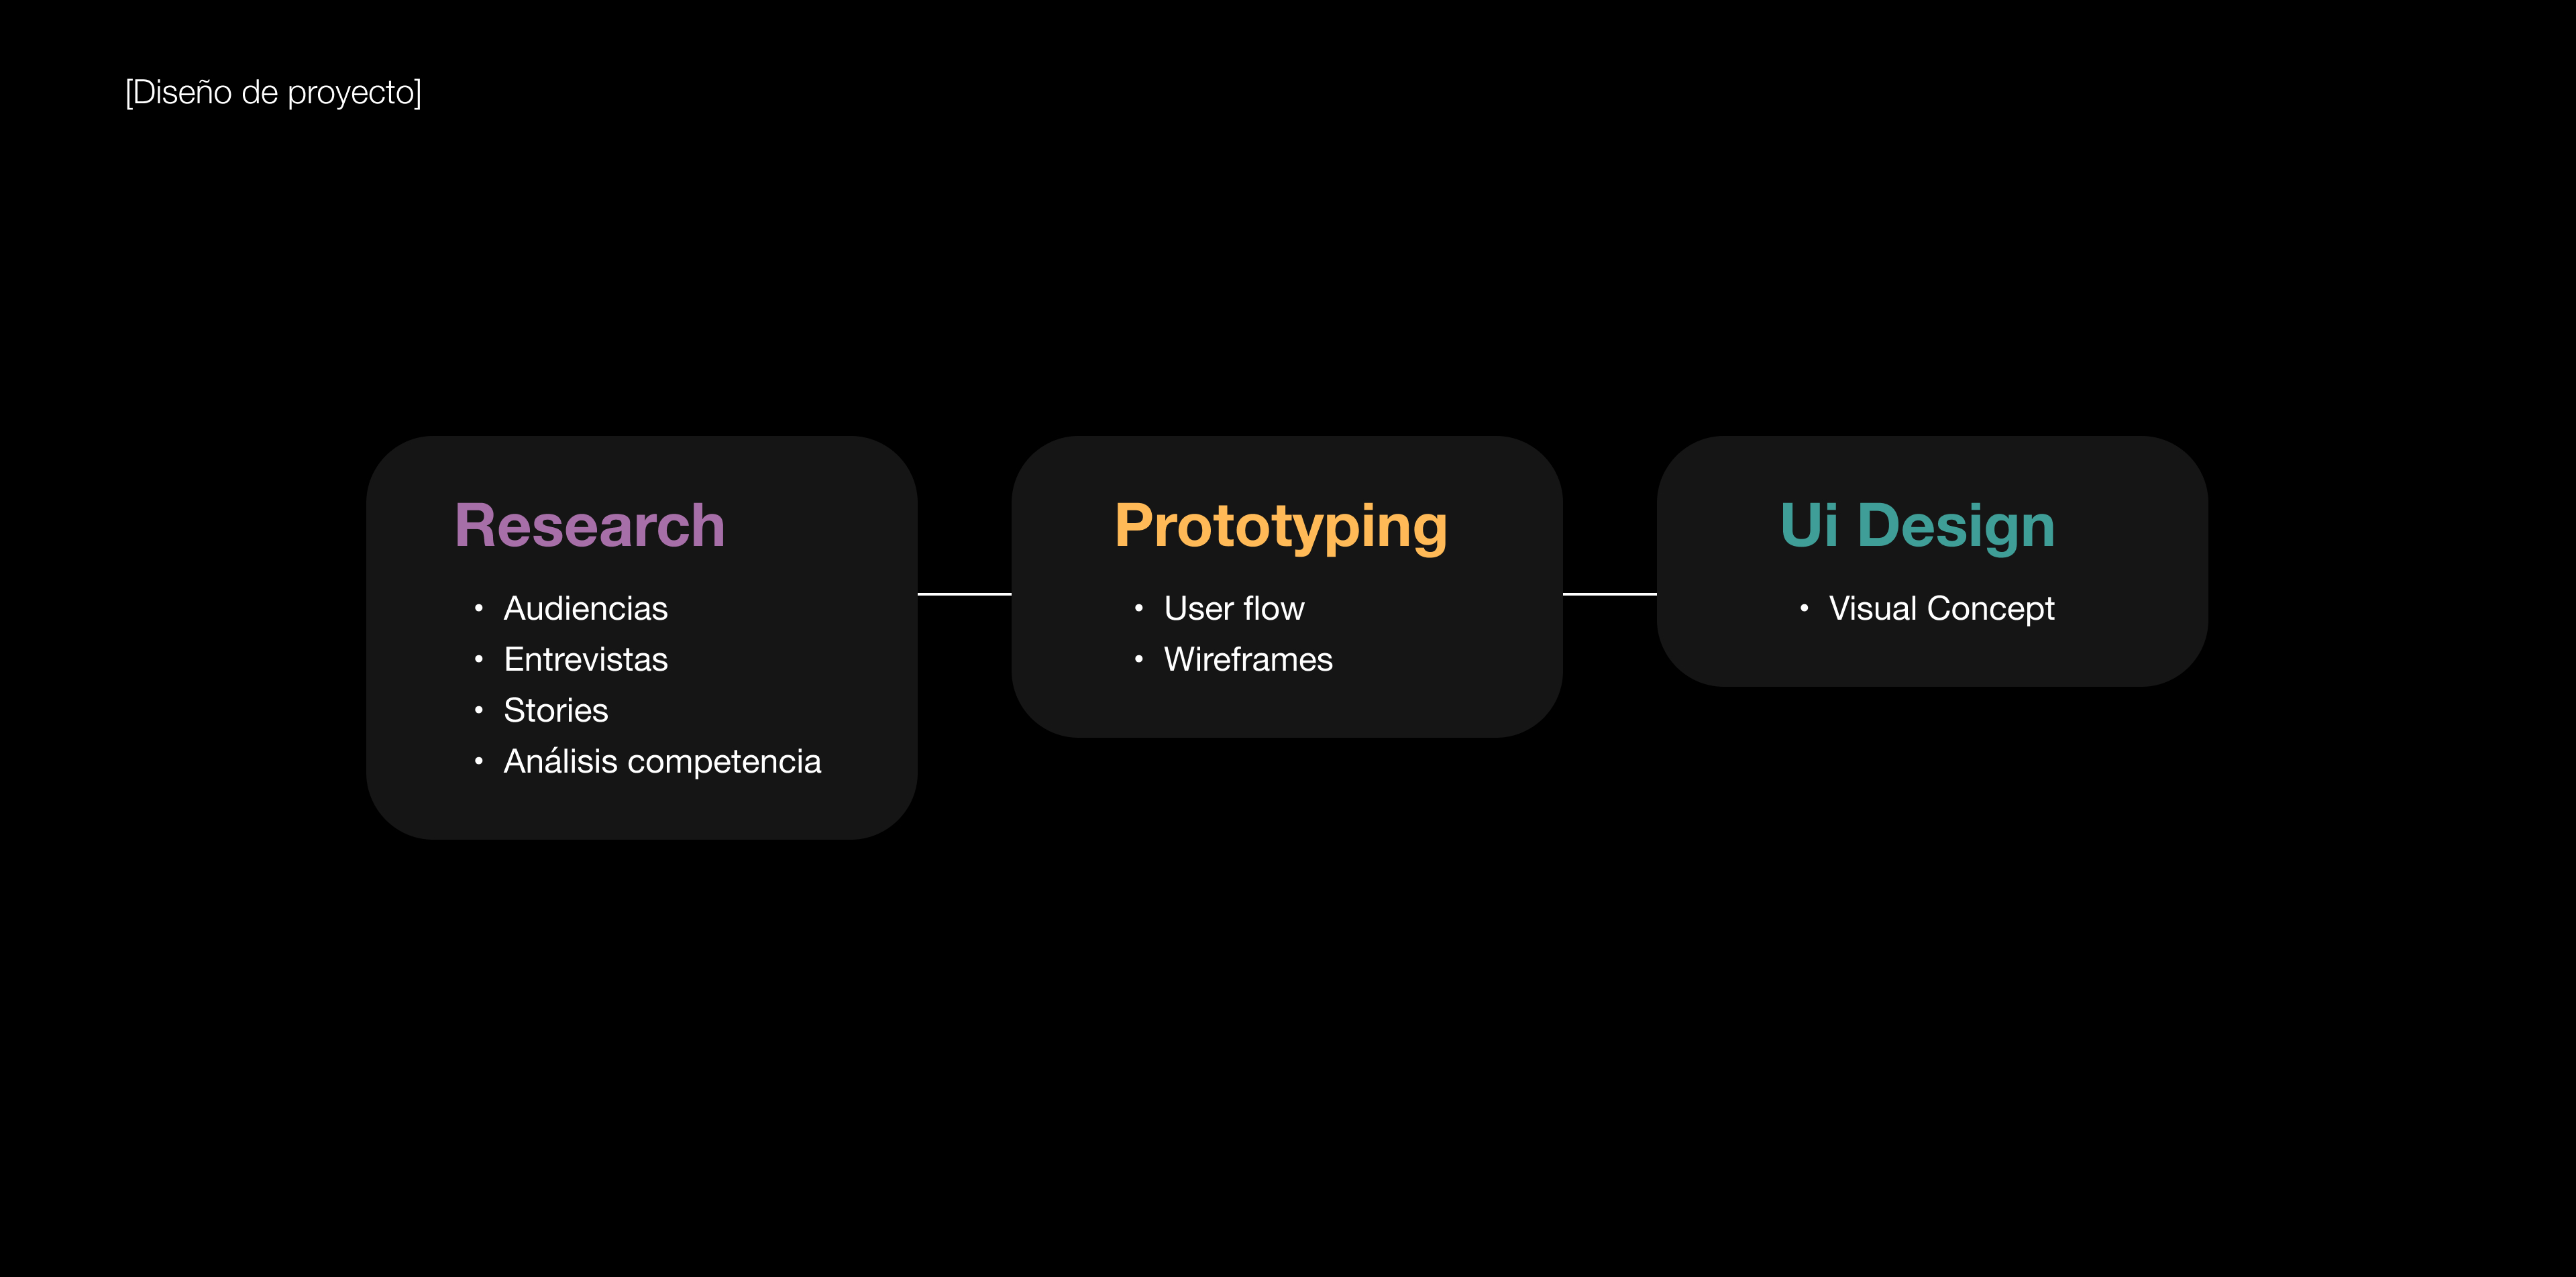 [Diseño de proyecto]
Research
• Audiencias
• Entrevistas
• Stories
• Análisis competencia
Prototyping
• User flow
• Wireframes
Ui Design
• Visual Concept